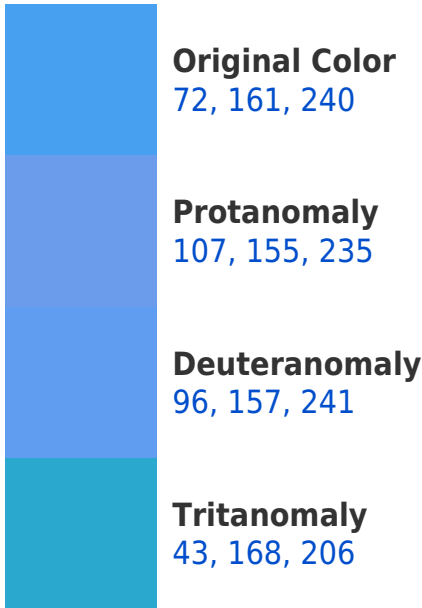 Original Color
72, 161, 240
Protanomaly
107, 155, 235
Deuteranomaly
96, 157, 241
Tritanomaly
43, 168, 206